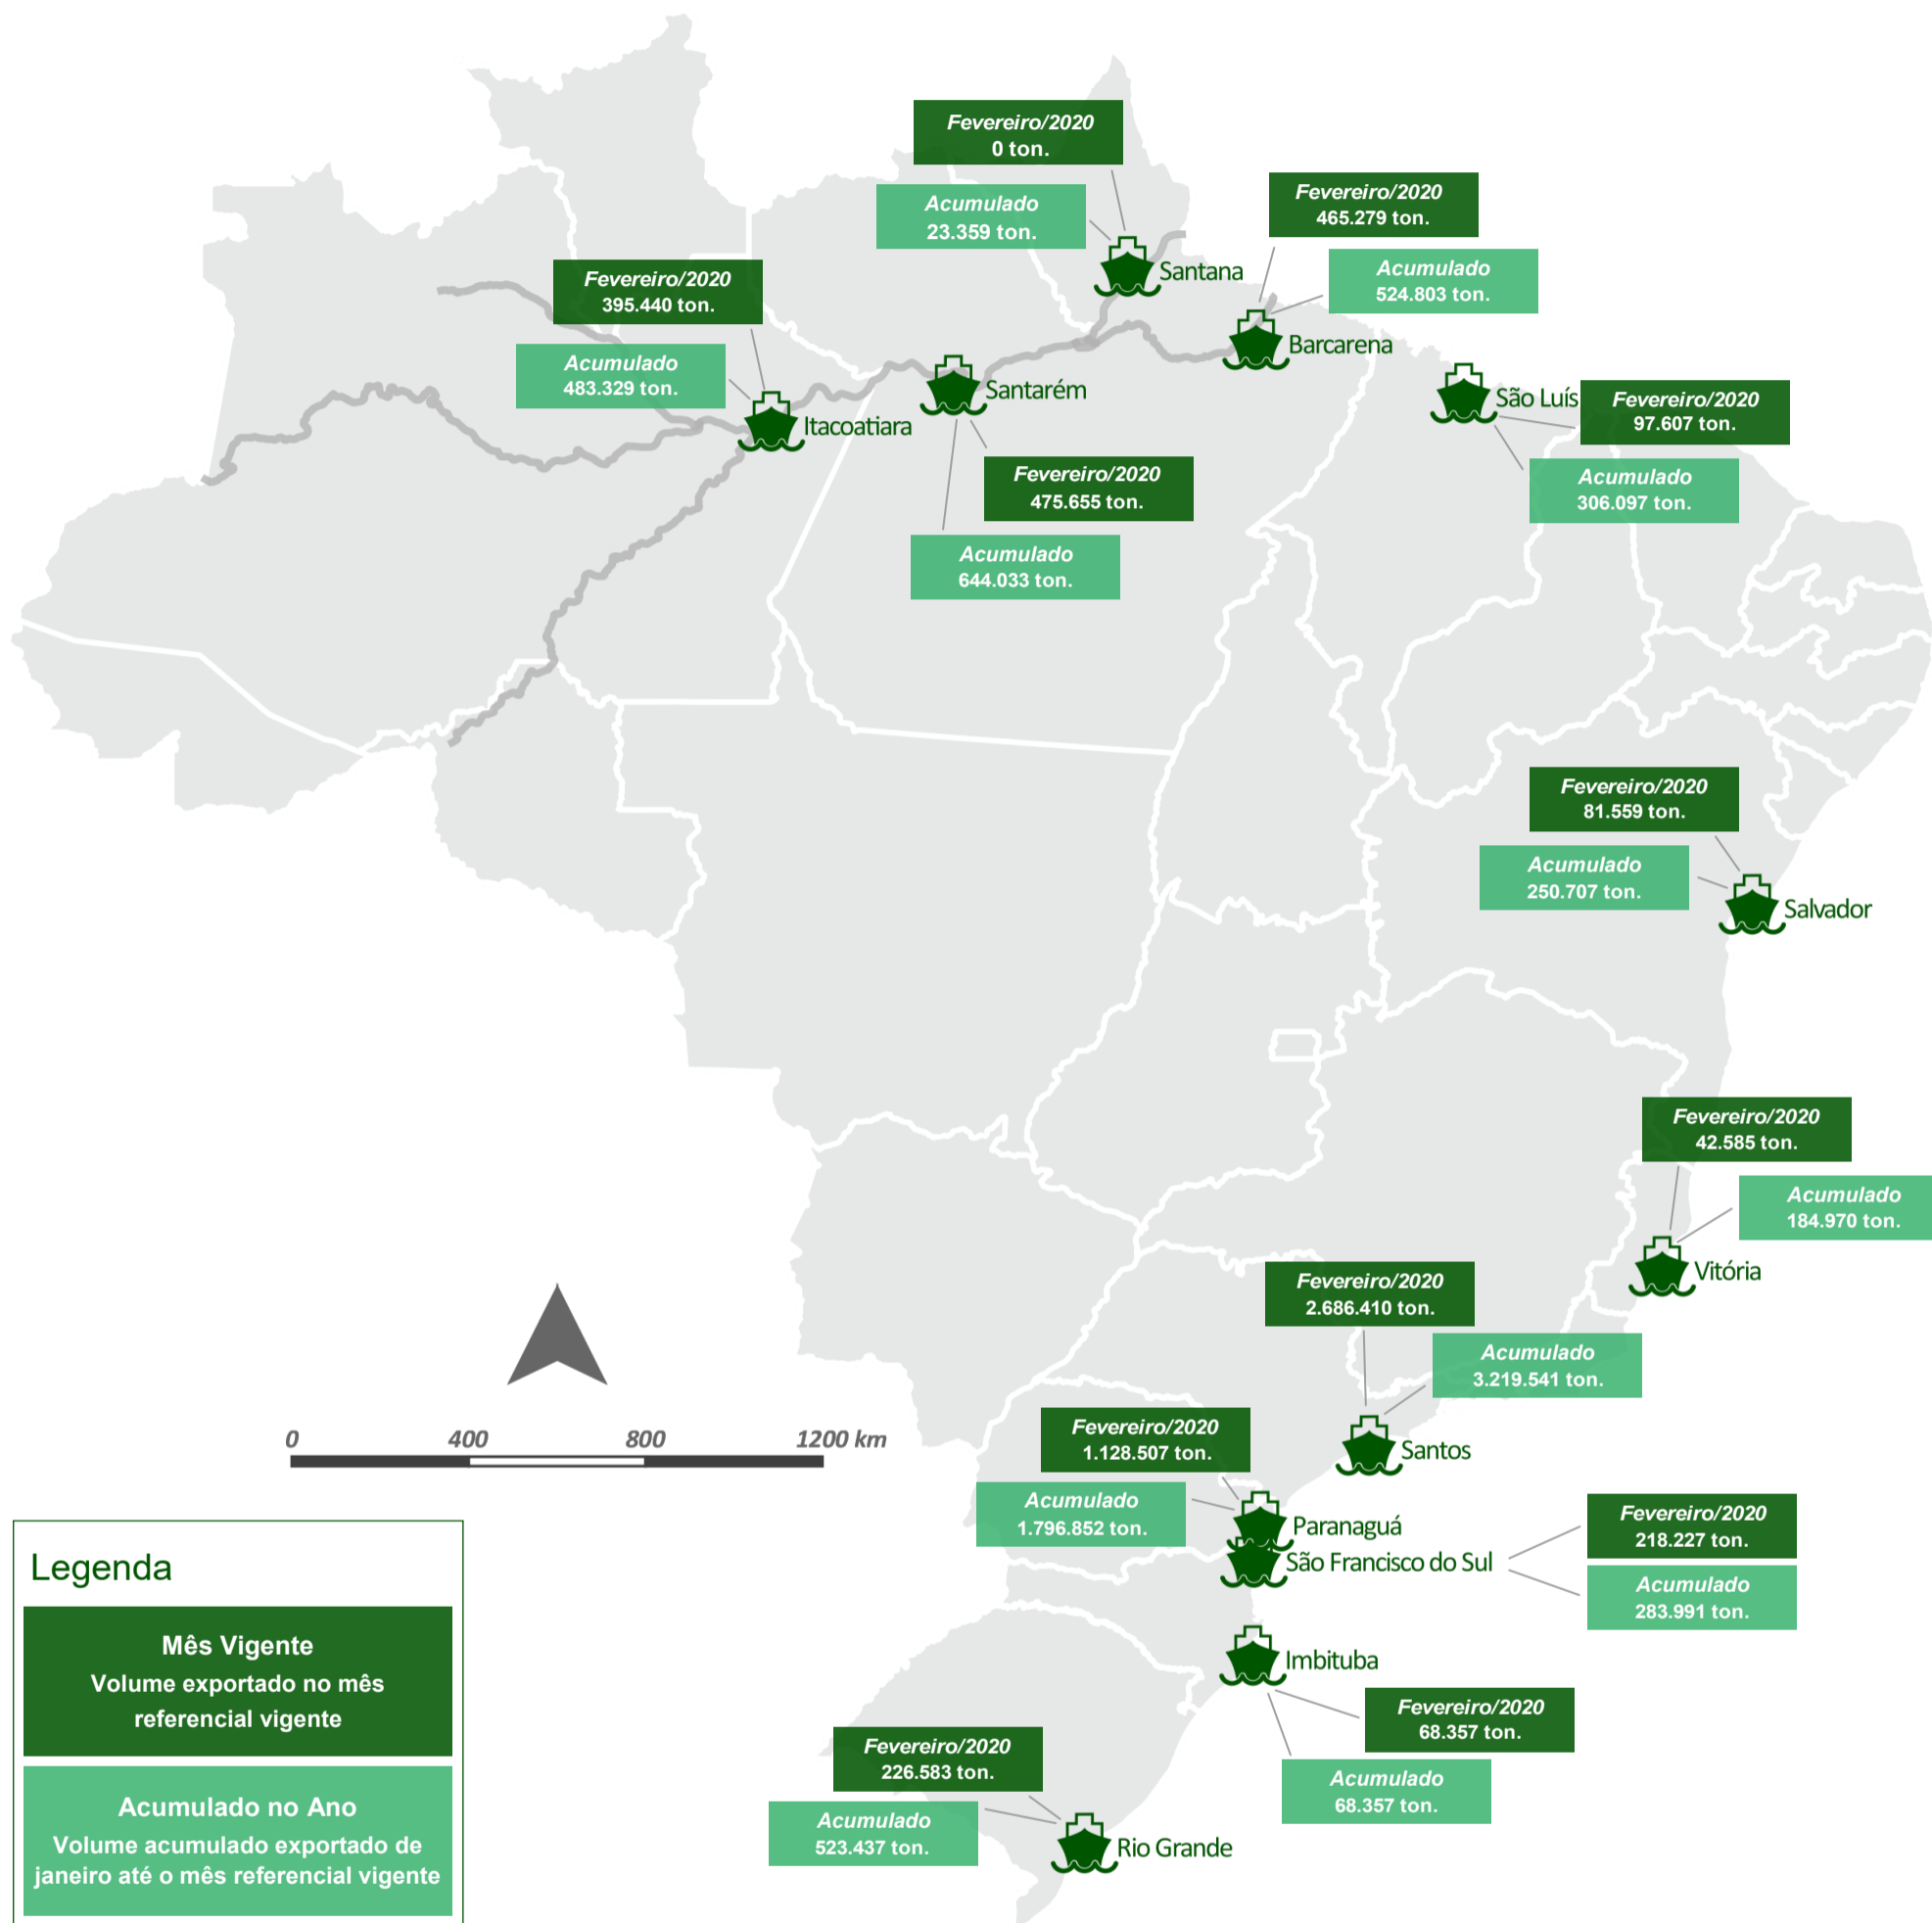 Fevereiro/2020
0 ton.
Acumulado
23.359 ton.
Santana
Fevereiro/2020
465.279 ton.
Acumulado
524.803 ton.
Barcarena
Fevereiro/2020
395.440 ton.
Acumulado
483.329 ton.
Itacoatiara
Santarém
Fevereiro/2020
475.655 ton.
Acumulado
644.033 ton.
São Luís
Fevereiro/2020
97.607 ton.
Acumulado
306.097 ton.
Fevereiro/2020
81.559 ton.
Acumulado
250.707 ton.
Salvador
Fevereiro/2020
42.585 ton.
Acumulado
184.970 ton.
Vitória
Fevereiro/2020
2.686.410 ton.
Acumulado
3.219.541 ton.
Santos
Fevereiro/2020
1.128.507 ton.
Acumulado
1.796.852 ton.
Paranaguá
São Francisco do Sul
Fevereiro/2020
218.227 ton.
Acumulado
283.991 ton.
Imbituba
Fevereiro/2020
68.357 ton.
Acumulado
68.357 ton.
Fevereiro/2020
226.583 ton.
Acumulado
523.437 ton.
Rio Grande
0 400 800 1200 km
Legenda
Mês Vigente
Volume exportado no mês
referencial vigente
Acumulado no Ano
Volume acumulado exportado de
janeiro até o mês referencial vigente